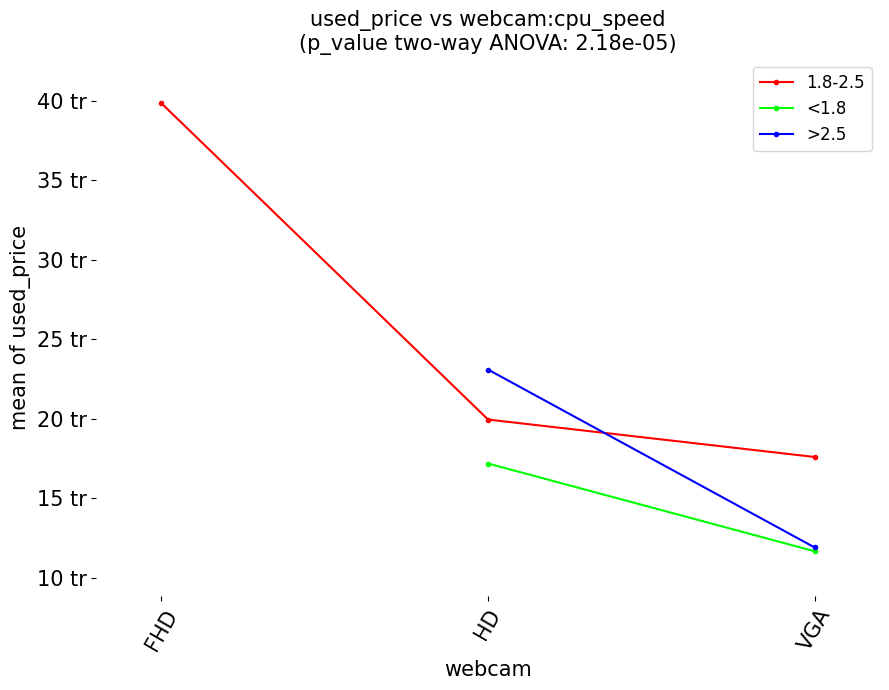 used_price vs webcam:cpu_speed
(p_value two-way ANOVA: 2.18e-05)
1.8-2.5
<1.8
>2.5
40 tr
35 tr
30 tr
25 tr
20 tr
15 tr
10 tr
mean of used_price
FHD
HD
VGA
webcam